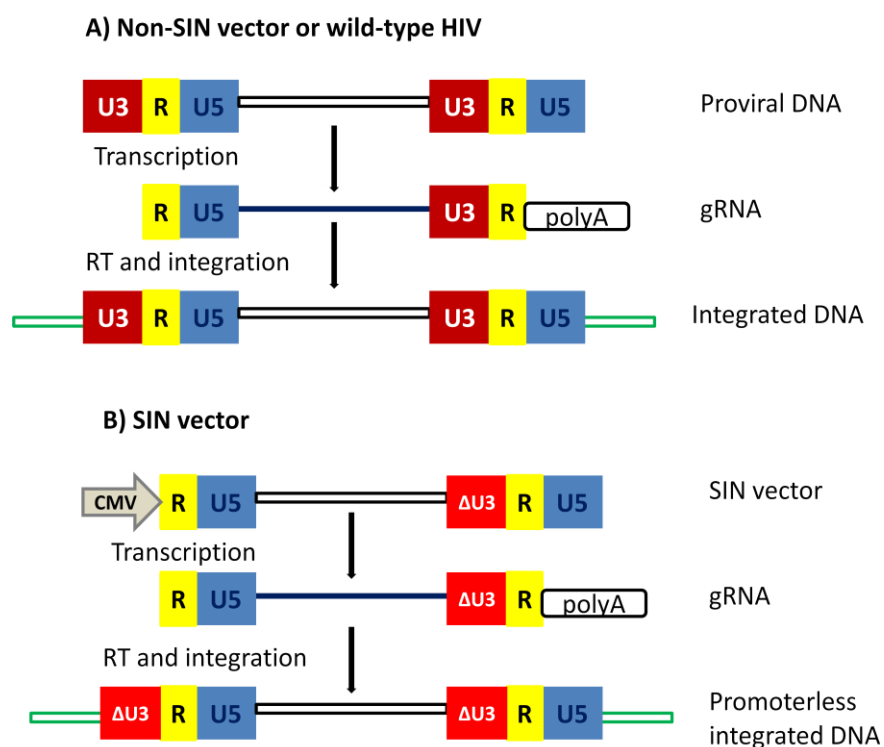 A) Non-SIN vector or wild-type HIV
U3 R U5 U3 R U5 Proviral DNA
Transcription
R U5 U3 R polyA gRNA
RT and integration
U3 R U5 U3 R U5 Integrated DNA
B) SIN vector
CMV R U5 ΔU3 R U5 SIN vector
Transcription
R U5 ΔU3 R polyA gRNA
RT and integration
ΔU3 R U5 ΔU3 R U5 Promoterless
integrated DNA